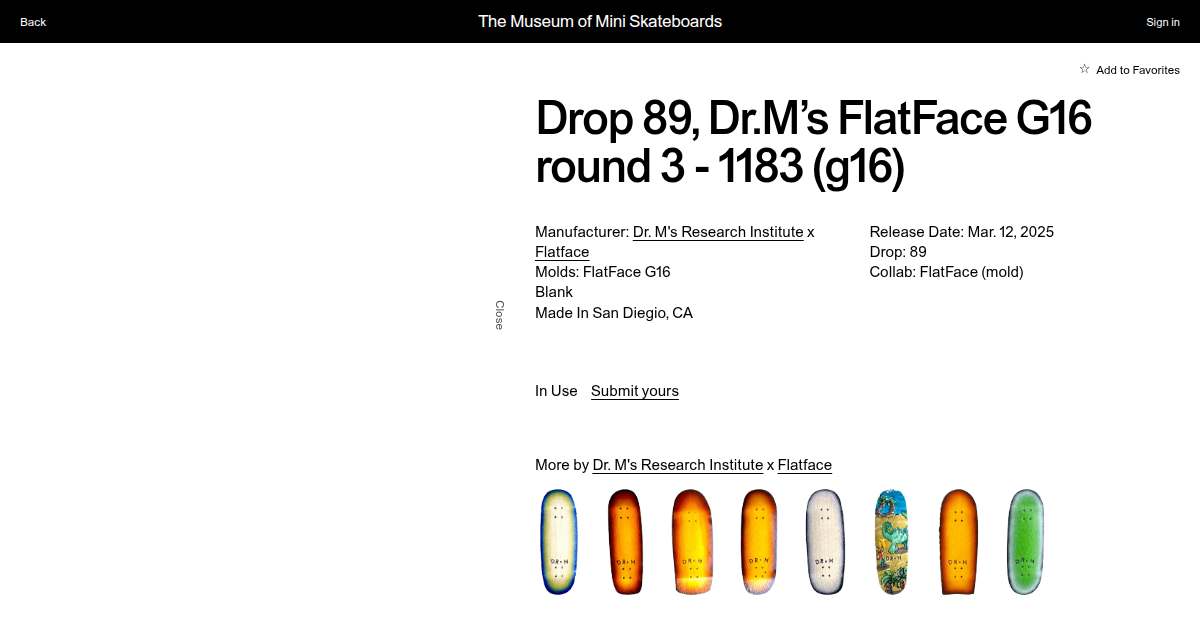 Back
The Museum of Mini Skateboards
Sign in
☆ Add to Favorites
Drop 89, Dr.M’s FlatFace G16
round 3 - 1183 (g16)
Manufacturer: Dr. M's Research Institute x
Flatface
Molds: FlatFace G16
Blank
Made In San Diegio, CA
Release Date: Mar. 12, 2025
Drop: 89
Collab: FlatFace (mold)
Close
In Use Submit yours
More by Dr. M's Research Institute x Flatface